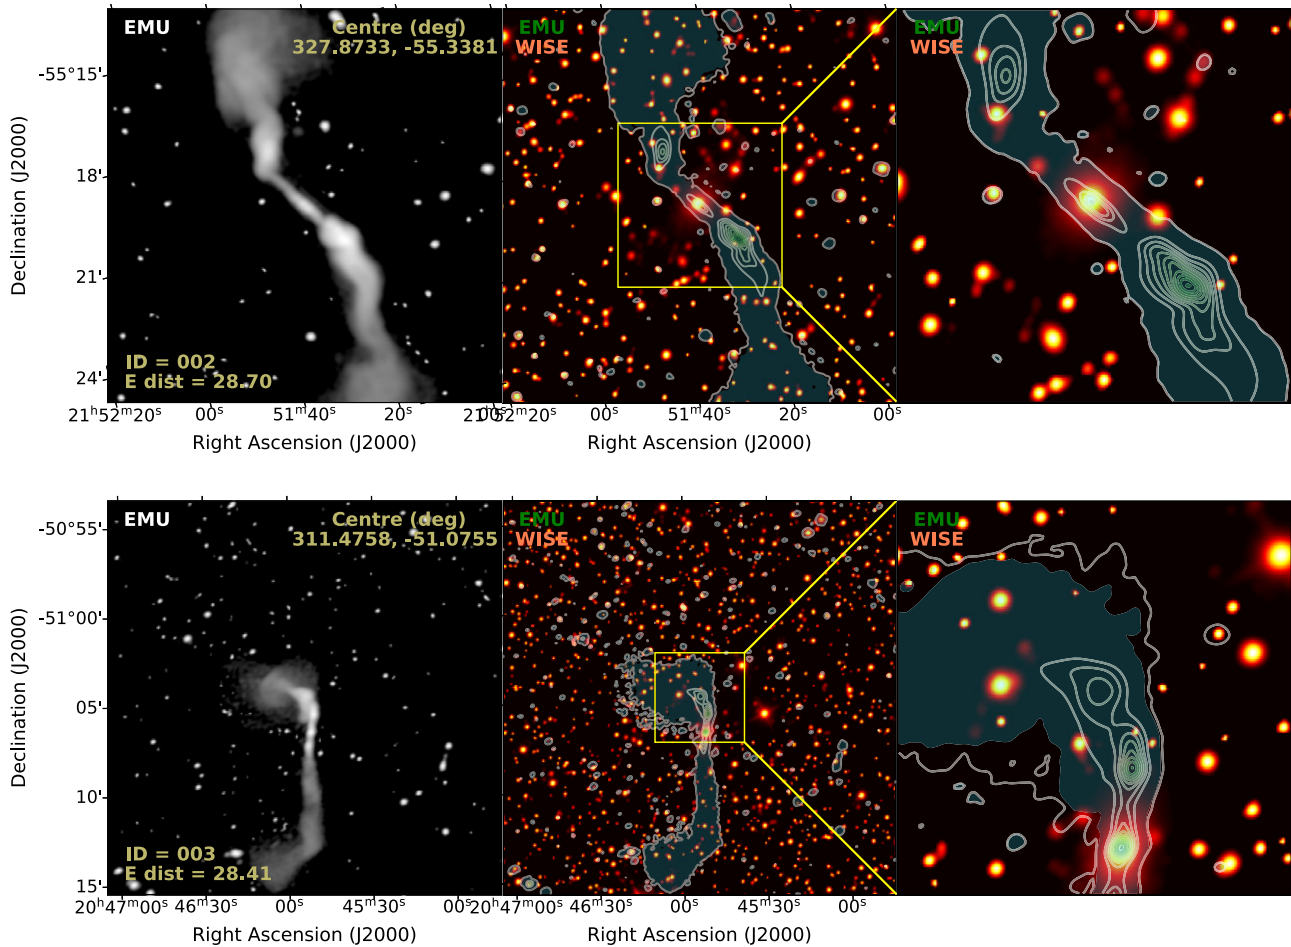 EMU
Centre (deg)
327.8733, -55.3381
ID = 002
E dist = 28.70
EMU
WISE
EMU
WISE
-55°15'
18'
21'
24'
Declination (J2000)
21ʰ52ᵐ20ˢ 00ˢ 51ᵐ40ˢ 20ˢ
52ᵐ20ˢ 00ˢ 51ᵐ40ˢ 20ˢ 00ˢ
Right Ascension (J2000)
Right Ascension (J2000)
EMU
Centre (deg)
311.4758, -51.0755
ID = 003
E dist = 28.41
EMU
WISE
EMU
WISE
-50°55'
-51°00'
05'
10'
15'
Declination (J2000)
20ʰ47ᵐ00ˢ 46ᵐ30ˢ 00ˢ 45ᵐ30ˢ 00ˢ
20ʰ47ᵐ00ˢ 46ᵐ30ˢ 00ˢ 45ᵐ30ˢ 00ˢ
Right Ascension (J2000)
Right Ascension (J2000)